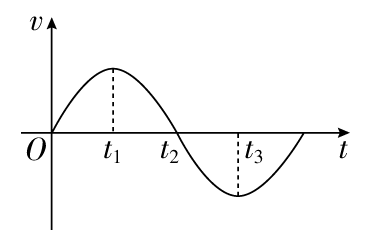 v
O t₁ t₂ t₃ t